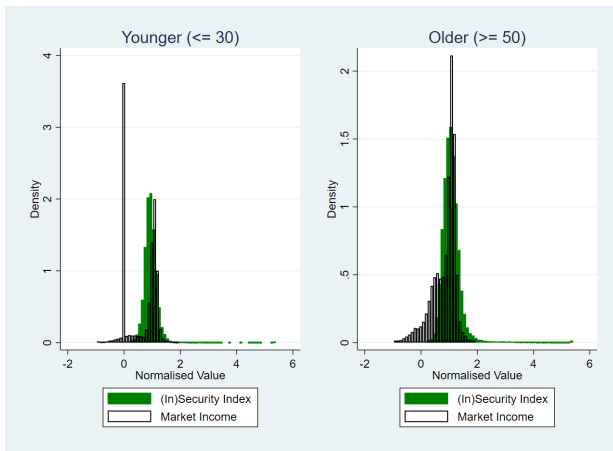 Younger (<= 30)
Density
0
1
2
3
4
-2
0
2
4
6
Normalised Value
(In)Security Index
Market Income
Older (>= 50)
Density
0
.5
1
1.5
2
-2
0
2
4
6
Normalised Value
(In)Security Index
Market Income